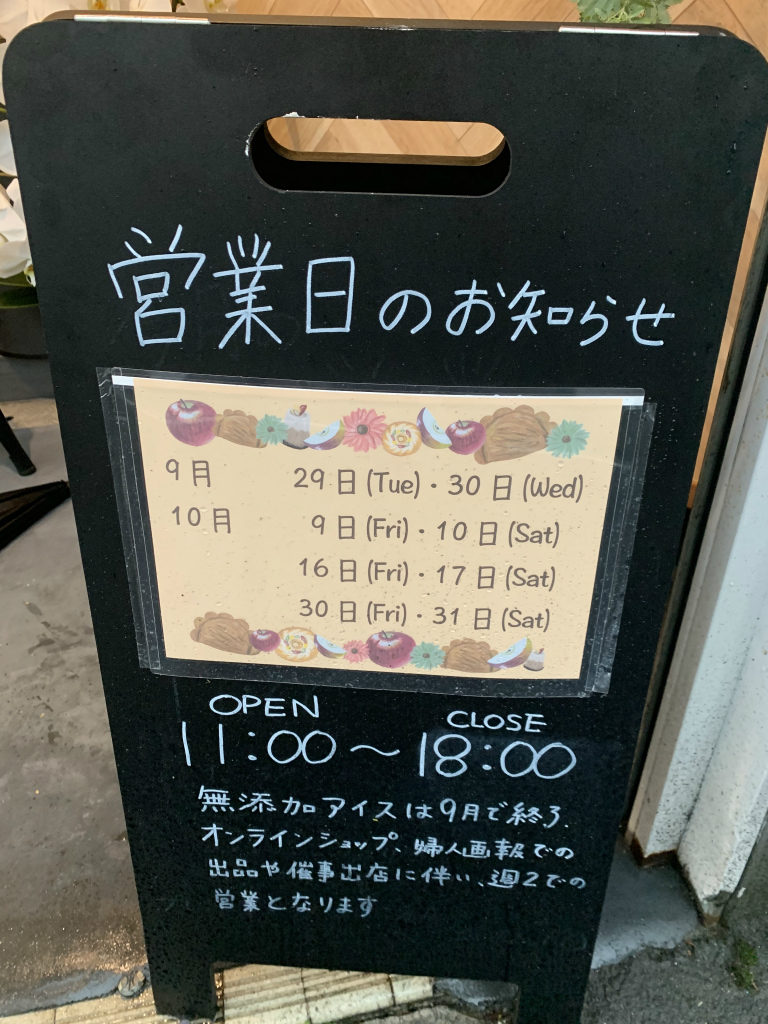 営業日のお知らせ
9月 29日(Tue)・30日(Wed)
10月 9日(Fri)・10日(Sat)
16日(Fri)・17日(Sat)
30日(Fri)・31日(Sat)
OPEN CLOSE
11:00〜18:00
無添加アイスは9月で終了.
オンラインショップ、婦人画報での
出品や催事出店に伴い、週2での
営業となります